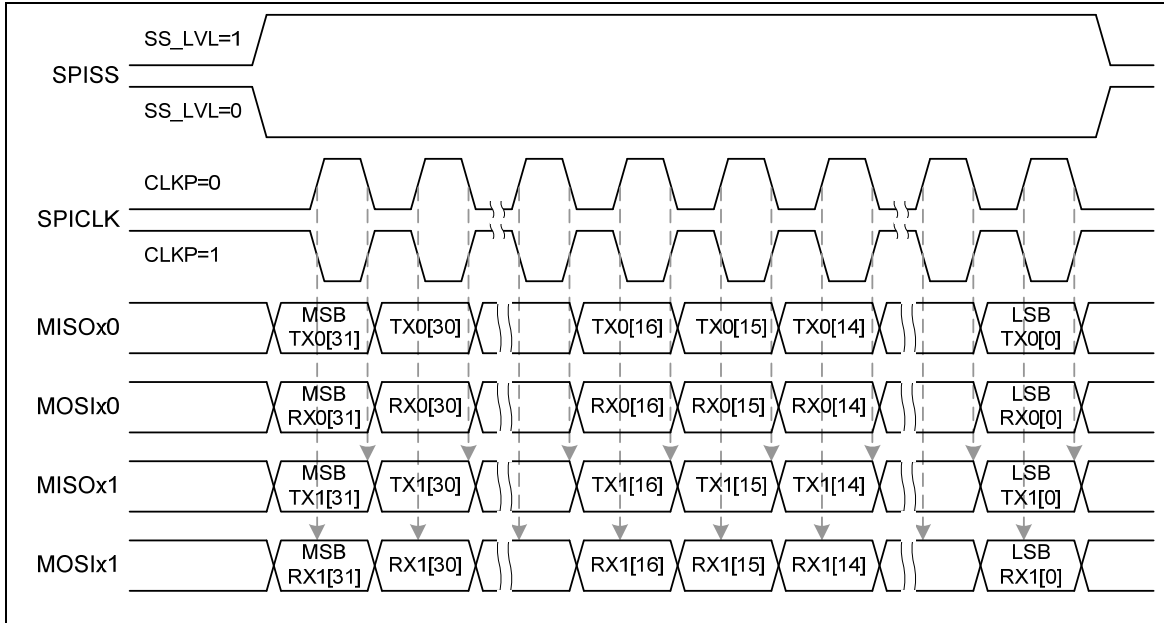 SS_LVL=1
SPISS
SS_LVL=0
CLKP=0
SPICLK
CLKP=1
MISOx0 MSB TX0[30] TX0[16] TX0[15] TX0[14] LSB
TX0[31] TX0[0]
MOSIx0 MSB RX0[30] RX0[16] RX0[15] RX0[14] LSB
RX0[31] RX0[0]
MISOx1 MSB TX1[30] TX1[16] TX1[15] TX1[14] LSB
TX1[31] TX1[0]
MOSIx1 MSB RX1[30] RX1[16] RX1[15] RX1[14] LSB
RX1[31] RX1[0]